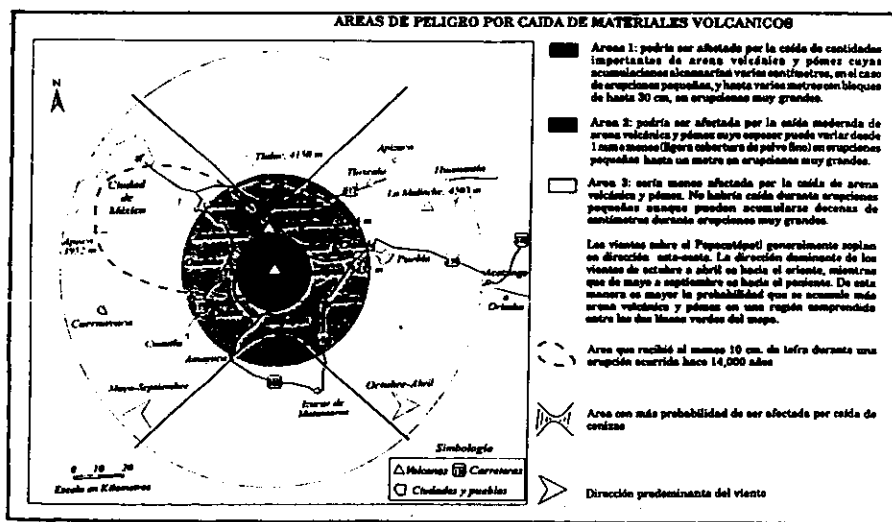 AREAS DE PELIGRO POR CAIDA DE MATERIALES VOLCANICOS
N
Tlaloc, 4150 m
Apizaco
Huamantla
Ciudad
de
México
La Malinche, 4503 m
Ajusco
3952 m
Puebla
Acatzingo
Orizaba
Cuernavaca
Cuautla
Amayuca
Mayo-Septiembre
Octubre-Abril
Izucar de
Matamoros
0 10 20
Escala en Kilometros
Simbología
Volcanes
Carreteras
Ciudades y pueblos
Area 1: podría ser afectada por la caída de cantidades
importantes de arena volcánica y pómez cuyas
acumulaciones alcanzarían varios centímetros, en el caso
de erupciones pequeñas, y hasta varios metros con bloques
de hasta 30 cm, en erupciones muy grandes.
Area 2: podría ser afectada por la caída moderada de
arena volcánica y pómez cuyo espesor puede variar desde
1 mm o menos (ligera cobertura de polvo fino) en erupciones
pequeñas hasta un metro en erupciones muy grandes.
Area 3: sería menos afectada por la caída de arena
volcánica y pómez. No habría caída durante erupciones
pequeñas aunque pueden acumularse decenas de
centímetros durante erupciones muy grandes.
Los vientos sobre el Popocatépetl generalmente soplan
en dirección este-oeste. La dirección dominante de los
vientos de octubre a abril es hacia el oriente, mientras
que de mayo a septiembre es hacia el poniente. De esta
manera es mayor la probabilidad que se acumule más
arena volcánica y pómez en una región comprendida
entre las dos líneas verdes del mapa.
Area que recibió al menos 10 cm. de tefra durante una
erupción ocurrida hace 14,000 años
Area con más probabilidad de ser afectada por caída de
cenizas
Dirección predominante del viento